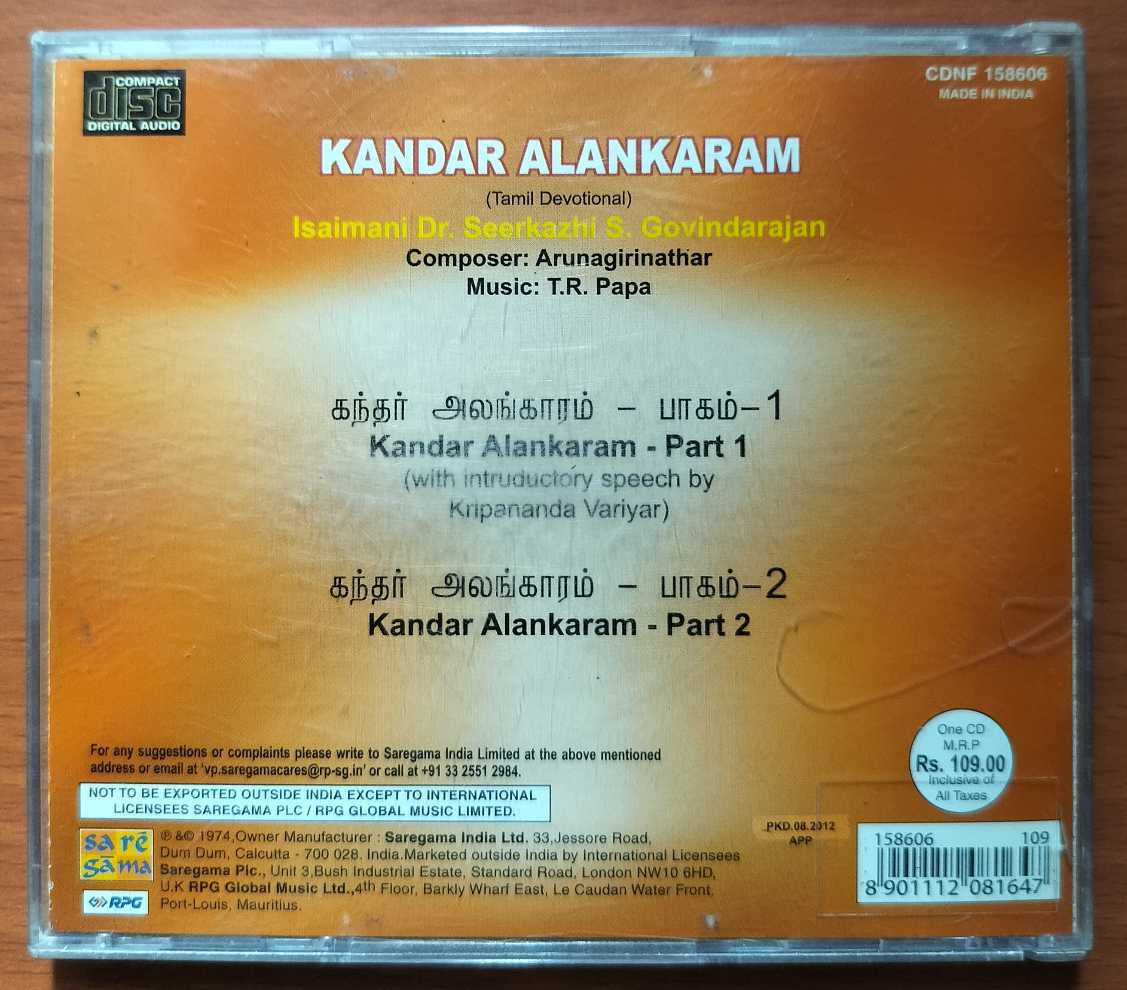 COMPACT
disc
DIGITAL AUDIO
CDNF 158606
MADE IN INDIA
KANDAR ALANKARAM
(Tamil Devotional)
Isaimani Dr. Seerkazhi S. Govindarajan
Composer: Arunagirinathar
Music: T.R. Papa
கந்தர் அலங்காரம் – பாகம்–1
Kandar Alankaram - Part 1
(with intruductory speech by
Kripananda Variyar)
கந்தர் அலங்காரம் – பாகம்–2
Kandar Alankaram - Part 2
For any suggestions or complaints please write to Saregama India Limited at the above mentioned
address or email at 'vp.saregamacares@rp-sg.in' or call at +91 33 2551 2984.
NOT TO BE EXPORTED OUTSIDE INDIA EXCEPT TO INTERNATIONAL
LICENSEES SAREGAMA PLC / RPG GLOBAL MUSIC LIMITED.
sa rē
gāma
RPG
℗ &© 1974,Owner Manufacturer : Saregama India Ltd. 33,Jessore Road,
Dum Dum, Calcutta - 700 028. India.Marketed outside India by International Licensees
Saregama Plc., Unit 3,Bush Industrial Estate, Standard Road, London NW10 6HD,
U.K RPG Global Music Ltd.,4th Floor, Barkly Wharf East, Le Caudan Water Front,
Port-Louis, Mauritius.
One CD
M.R.P
Rs. 109.00
Inclusive of
All Taxes
PKD.08.2012
APP
158606 109
8 901112 081647